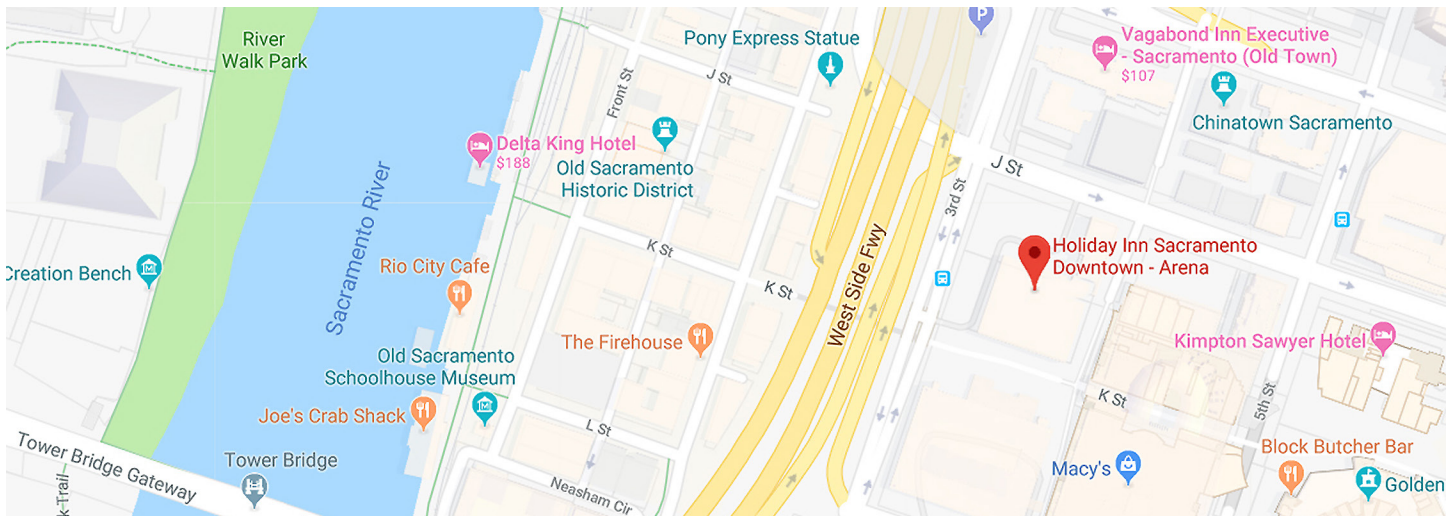 River
Walk Park
Pony Express Statue
P
Vagabond Inn Executive
- Sacramento (Old Town)
$107
Front St
J St
Chinatown Sacramento
Delta King Hotel
$188
Old Sacramento
Historic District
J St
Sacramento River
3rd St
Creation Bench
Rio City Cafe
K St
K St
West Side Fwy
Holiday Inn Sacramento
Downtown - Arena
The Firehouse
Kimpton Sawyer Hotel
Old Sacramento
Schoolhouse Museum
Joe's Crab Shack
L St
K St
5th St
Tower Bridge Gateway
Tower Bridge
Neasham Cir
Macy's
Block Butcher Bar
Golden
k Trail